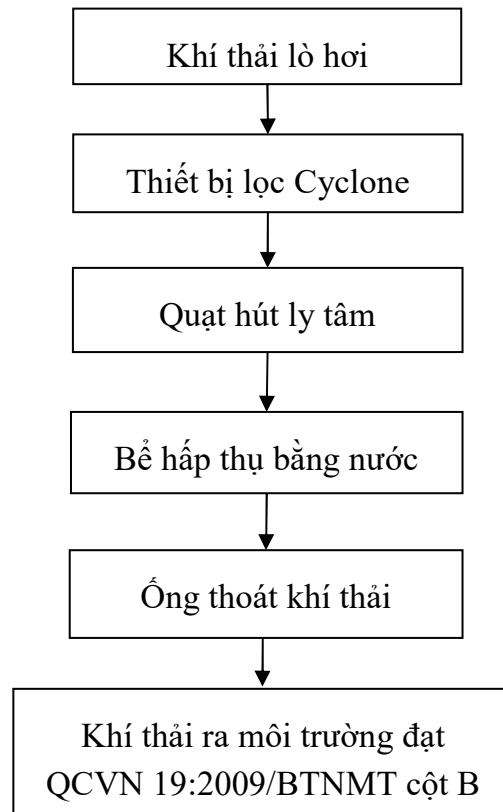 Khí thải lò hơi
Thiết bị lọc Cyclone
Quạt hút ly tâm
Bể hấp thụ bằng nước
Ống thoát khí thải
Khí thải ra môi trường đạt
QCVN 19:2009/BTNMT cột B